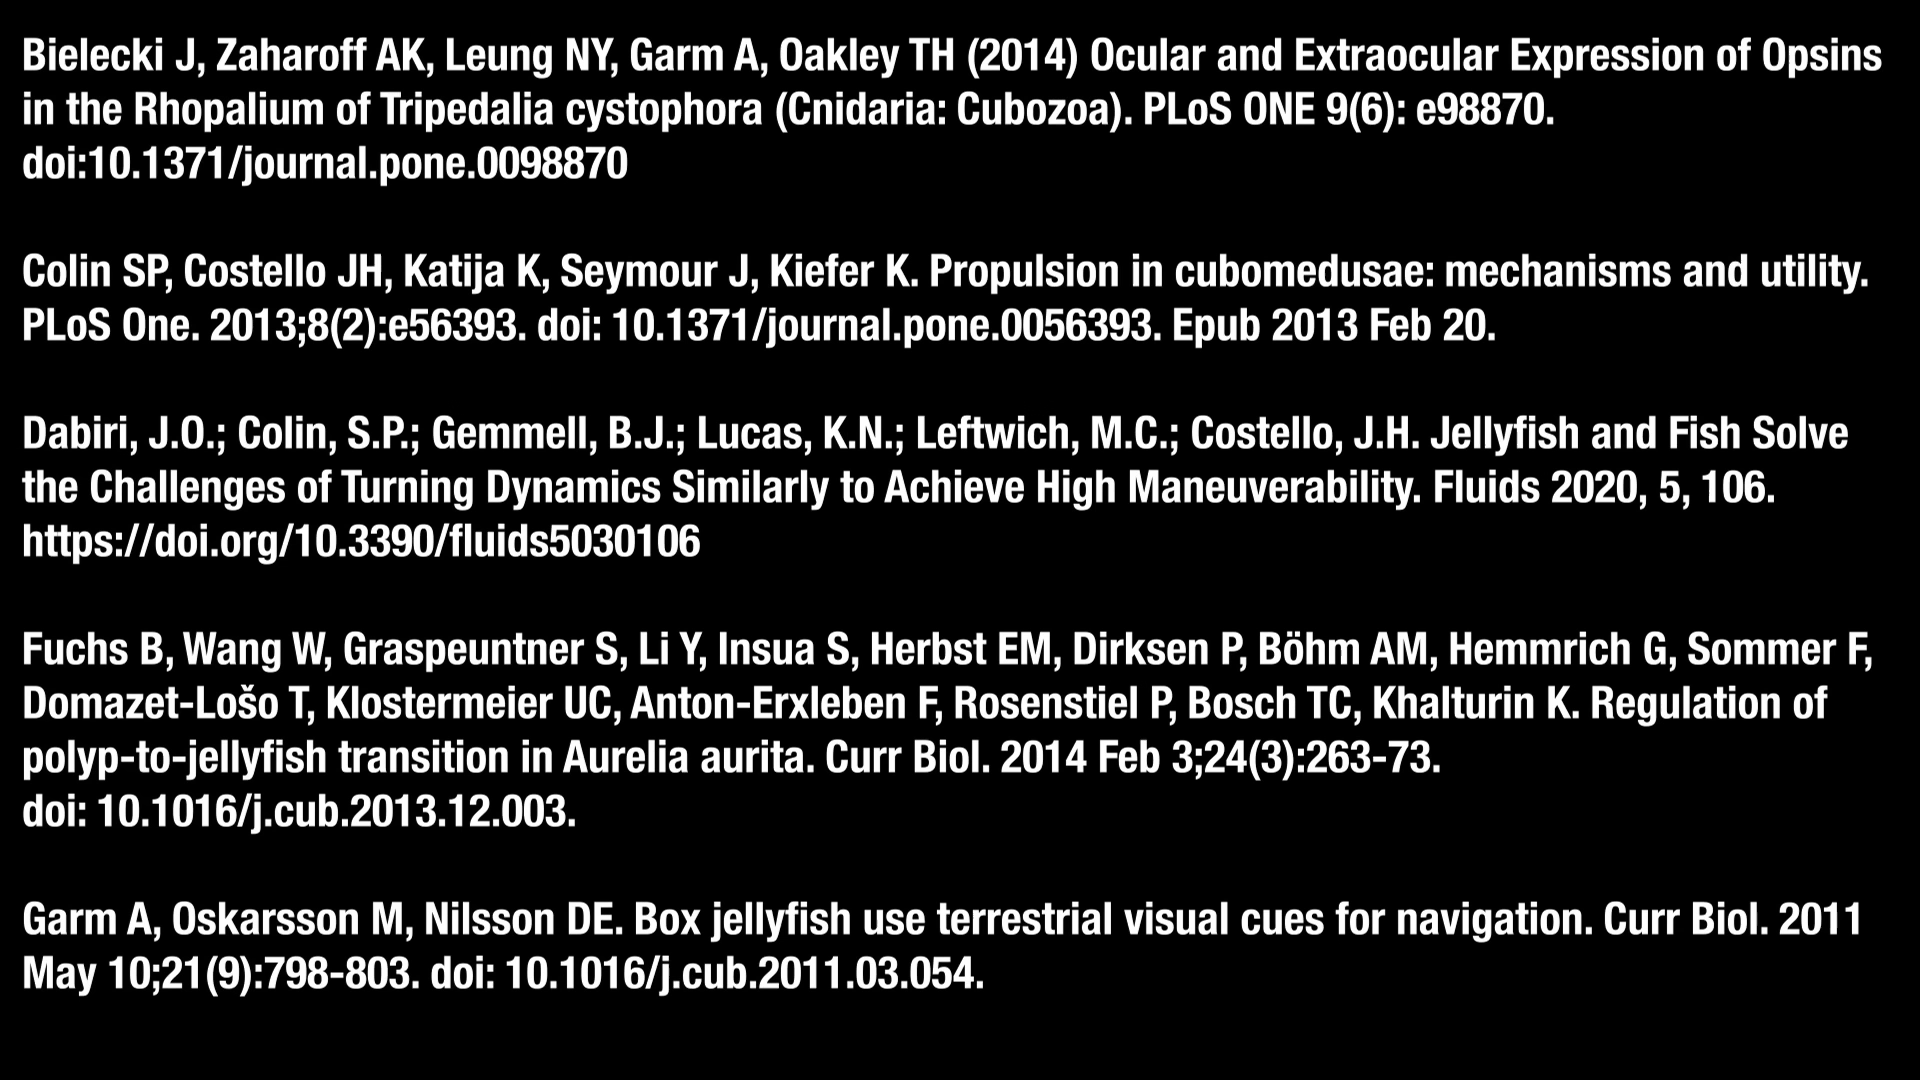 Bielecki J, Zaharoff AK, Leung NY, Garm A, Oakley TH (2014) Ocular and Extraocular Expression of Opsins
in the Rhopalium of Tripedalia cystophora (Cnidaria: Cubozoa). PLoS ONE 9(6): e98870.
doi:10.1371/journal.pone.0098870
Colin SP, Costello JH, Katija K, Seymour J, Kiefer K. Propulsion in cubomedusae: mechanisms and utility.
PLoS One. 2013;8(2):e56393. doi: 10.1371/journal.pone.0056393. Epub 2013 Feb 20.
Dabiri, J.O.; Colin, S.P.; Gemmell, B.J.; Lucas, K.N.; Leftwich, M.C.; Costello, J.H. Jellyfish and Fish Solve
the Challenges of Turning Dynamics Similarly to Achieve High Maneuverability. Fluids 2020, 5, 106.
https://doi.org/10.3390/fluids5030106
Fuchs B, Wang W, Graspeuntner S, Li Y, Insua S, Herbst EM, Dirksen P, Böhm AM, Hemmrich G, Sommer F,
Domazet-Lošo T, Klostermeier UC, Anton-Erxleben F, Rosenstiel P, Bosch TC, Khalturin K. Regulation of
polyp-to-jellyfish transition in Aurelia aurita. Curr Biol. 2014 Feb 3;24(3):263-73.
doi: 10.1016/j.cub.2013.12.003.
Garm A, Oskarsson M, Nilsson DE. Box jellyfish use terrestrial visual cues for navigation. Curr Biol. 2011
May 10;21(9):798-803. doi: 10.1016/j.cub.2011.03.054.